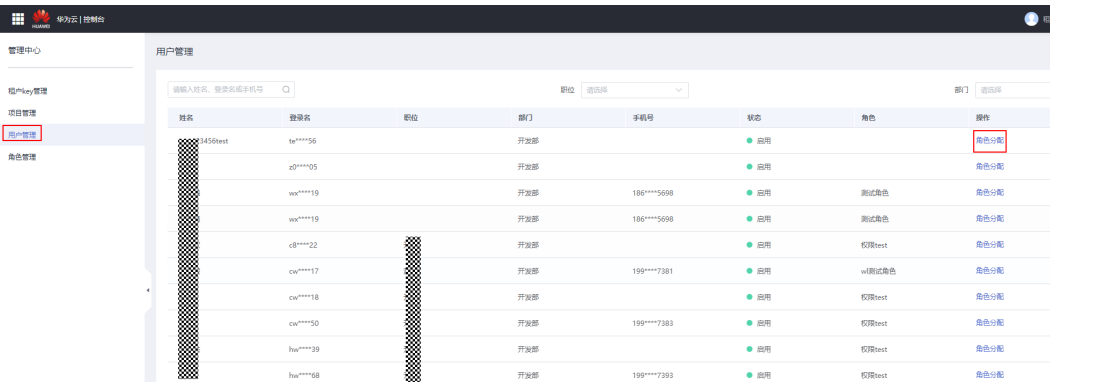 HUAWEI 华为云 | 控制台 租
管理中心
用户管理
请输入姓名、登录名或手机号 职位 请选择 部门 请选择
租户key管理
项目管理
用户管理
角色管理
姓名 登录名 职位 部门 手机号 状态 角色 操作
3456test te****56 开发部 启用 角色分配
z0****05 开发部 启用 角色分配
wx****19 开发部 186****5698 启用 测试角色 角色分配
wx****19 开发部 186****5698 启用 测试角色 角色分配
c8****22 开发部 启用 权限test 角色分配
cw****17 开发部 199****7381 启用 wl测试角色 角色分配
cw****18 开发部 启用 权限test 角色分配
cw****50 开发部 199****7383 启用 权限test 角色分配
hw****39 开发部 启用 权限test 角色分配
hw****68 开发部 199****7393 启用 权限test 角色分配